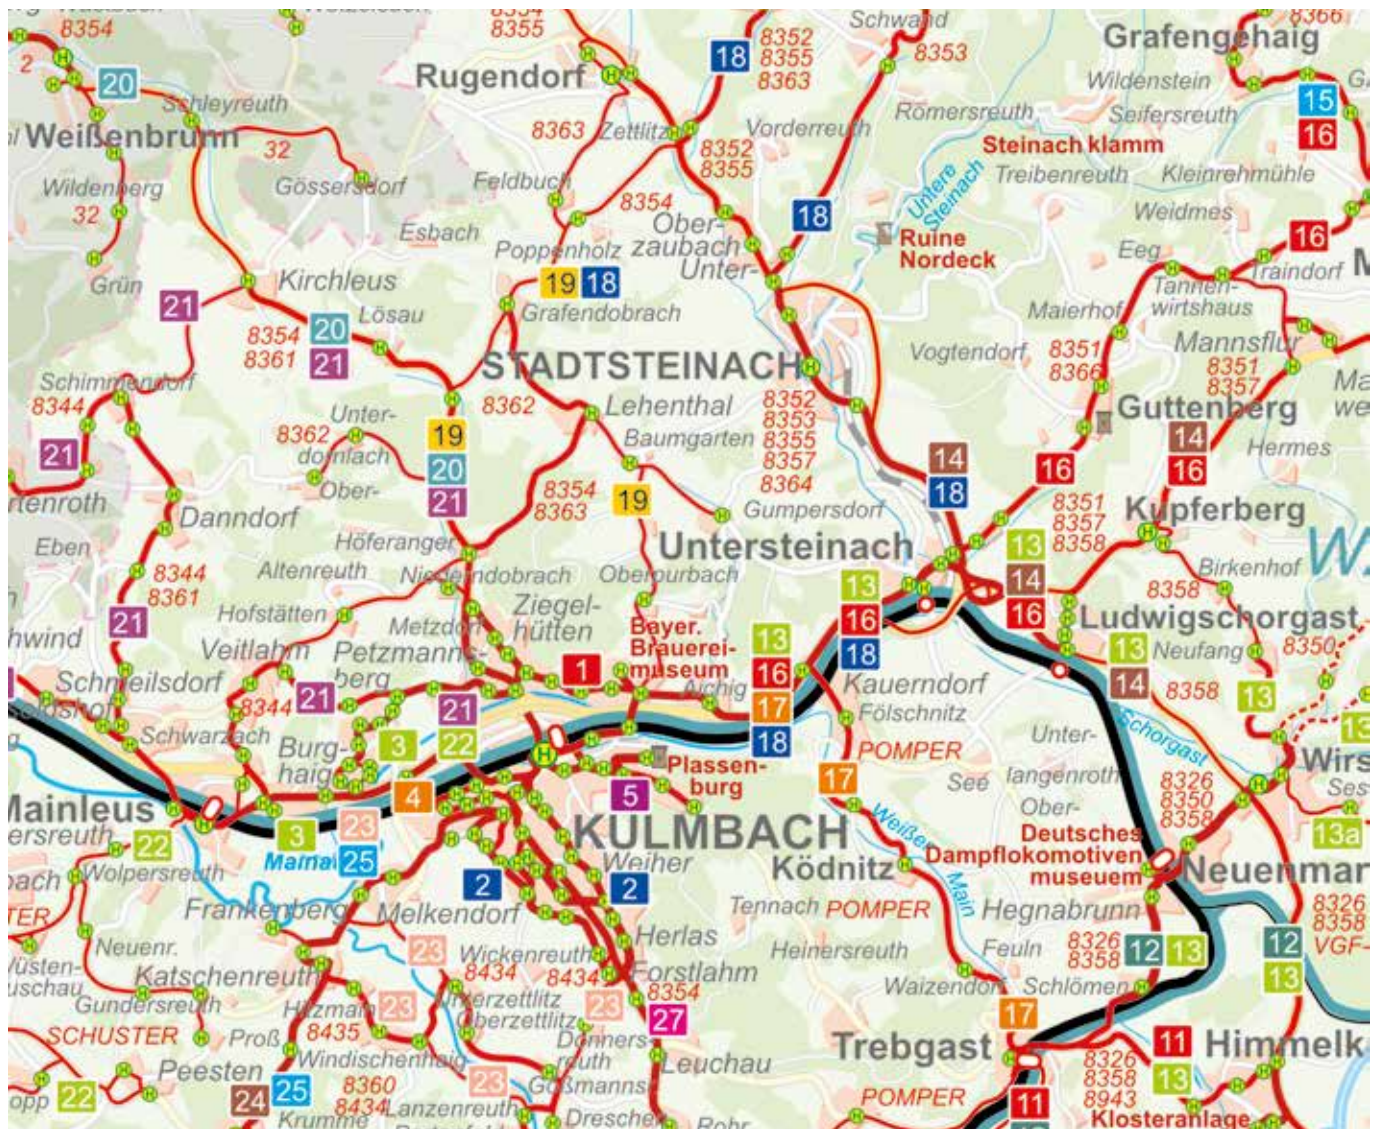 8354
8355
8366
8354
Schwand
18
8352
8355
8363
8353
Grafengehaig
2
20
Rugendorf
Wildenstein
Schleyreuth
Römersreuth
Seifersreuth
15
16
Weißenbrunn
8363
Zettlitz
Vorderreuth
Steinach klamm
32
8352
8355
Treibenreuth
Kleinrehmühle
Wildenberg
32
Gössersdorf
Feldbuch
8354
Untere
Steinach
Weidmes
18
Esbach
Ober-
zaubach
Unter-
Poppenholz
Ruine
Nordeck
16
Eeg
Traindorf
Grün
Kirchleus
19
18
Tannen-
wirtshaus
21
Grafendobrach
Maierhof
Lösau
8354
8361
20
21
STADTSTEINACH
Vogtendorf
8351
8366
Mannsflur
8351
8357
Schimmendorf
8344
8362
Lehenthal
8352
8353
8355
8357
8364
Guttenberg
Unter-
dornlach
Ober-
8362
19
20
21
Baumgarten
14
16
Hermes
21
14
18
16
8354
8363
19
Gumpersdorf
8351
8357
8358
Kupferberg
Danndorf
Untersteinach
Eben
Höferanger
13
14
16
Birkenhof
8344
8361
Altenreuth
Niederndobrach
Oberpurbach
13
16
18
8358
21
Hofstätten
Ziegel-
hütten
Ludwigschorgast
Metzdorf
Bayer.
Brauerei-
museum
13
16
17
18
13
14
Neufang
8350
Veitlahm
Petzmanns-
berg
1
Aichig
Kauerndorf
8358
13
Schmeilsdorf
21
8344
21
22
Fölschnitz
Schorgast
13
Schwarzach
Burg-
haig
3
POMPER
Unter-
langenroth
Ober-
Plassen-
burg
17
See
8326
8350
8358
4
5
Mainleus
3
23
25
KULMBACH
Weißer
Main
Deutsches
Dampflokomotiven
museuem
13a
22
Wolpersreuth
Weiher
Ködnitz
2
2
Frankenberg
Melkendorf
Tennach
POMPER
Hegnabrunn
8326
8358
Neuenr.
23
Wickenreuth
8434
8434
Herlas
Heinersreuth
Feuln
8326
8358
12
13
12
13
Katschenreuth
Forstlahm
Gundersreuth
23
Unterzettlitz
Oberzettlitz
23
8354
Waizendorf
Schlömen
SCHUSTER
Proß
8435
27
17
Windischenhaig
Donners-
reuth
Trebgast
11
13
Peesten
23
Leuchau
8326
8358
8943
22
24
25
8360
8434
POMPER
11
Lanzenreuth
Krumme
Klosteranlage